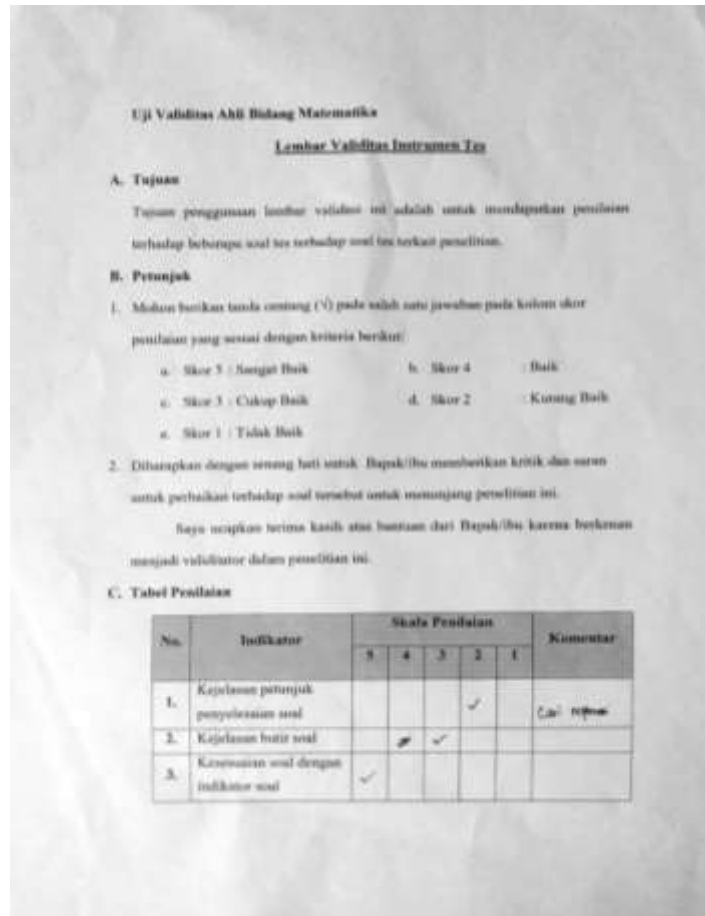 Uji Validitas Ahli Bidang Matematika
Lembar Validitas Instrumen Tes
A. Tujuan
Tujuan penggunaan lembar validasi ini adalah untuk mendapatkan penilaian
terhadap beberapa soal tes terhadap soal tes terkait penelitian.
B. Petunjuk
1. Mohon berikan tanda centang (√) pada salah satu jawaban pada kolom skor
penilaian yang sesuai dengan kriteria berikut:
a. Skor 5 : Sangat Baik b. Skor 4 : Baik
c. Skor 3 : Cukup Baik d. Skor 2 : Kurang Baik
e. Skor 1 : Tidak Baik
2. Diharapkan dengan senang hati untuk Bapak/ibu memberikan kritik dan saran
untuk perbaikan terhadap soal tersebut untuk menunjang penelitian ini.
Saya ucapkan terima kasih atas bantuan dari Bapak/ibu karena berkenan
menjadi validitator dalam penelitian ini.
C. Tabel Penilaian
No. Indikator Skala Penilaian Komentar
5 4 3 2 1
1. Kejelasan petunjuk
penyelesaian soal ✓
Cari
2. Kejelasan butir soal ✓
3. Kesesuaian soal dengan
indikator soal ✓